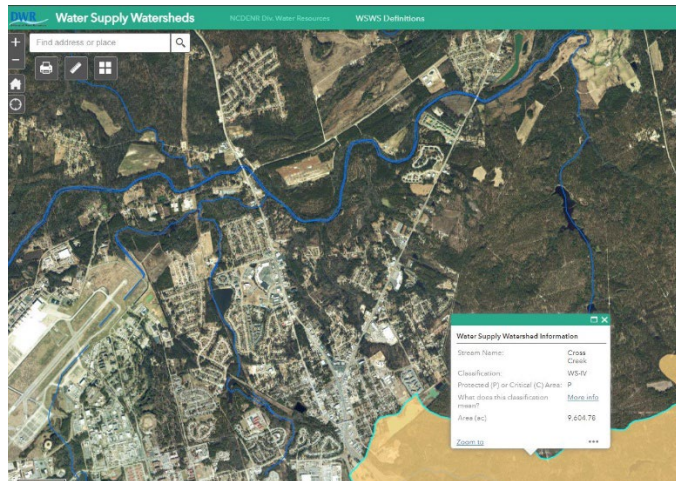 DWR
Water Supply Watersheds
NCDENR Div. Water Resources
WSWS Definitions
+
Find address or place
−
Water Supply Watershed Information
Stream Name: Cross
Creek
Classification: WS-IV
Protected (P) or Critical (C) Area: P
What does this classification More info
mean?
Area (ac) 9,604.78
Zoom to •••